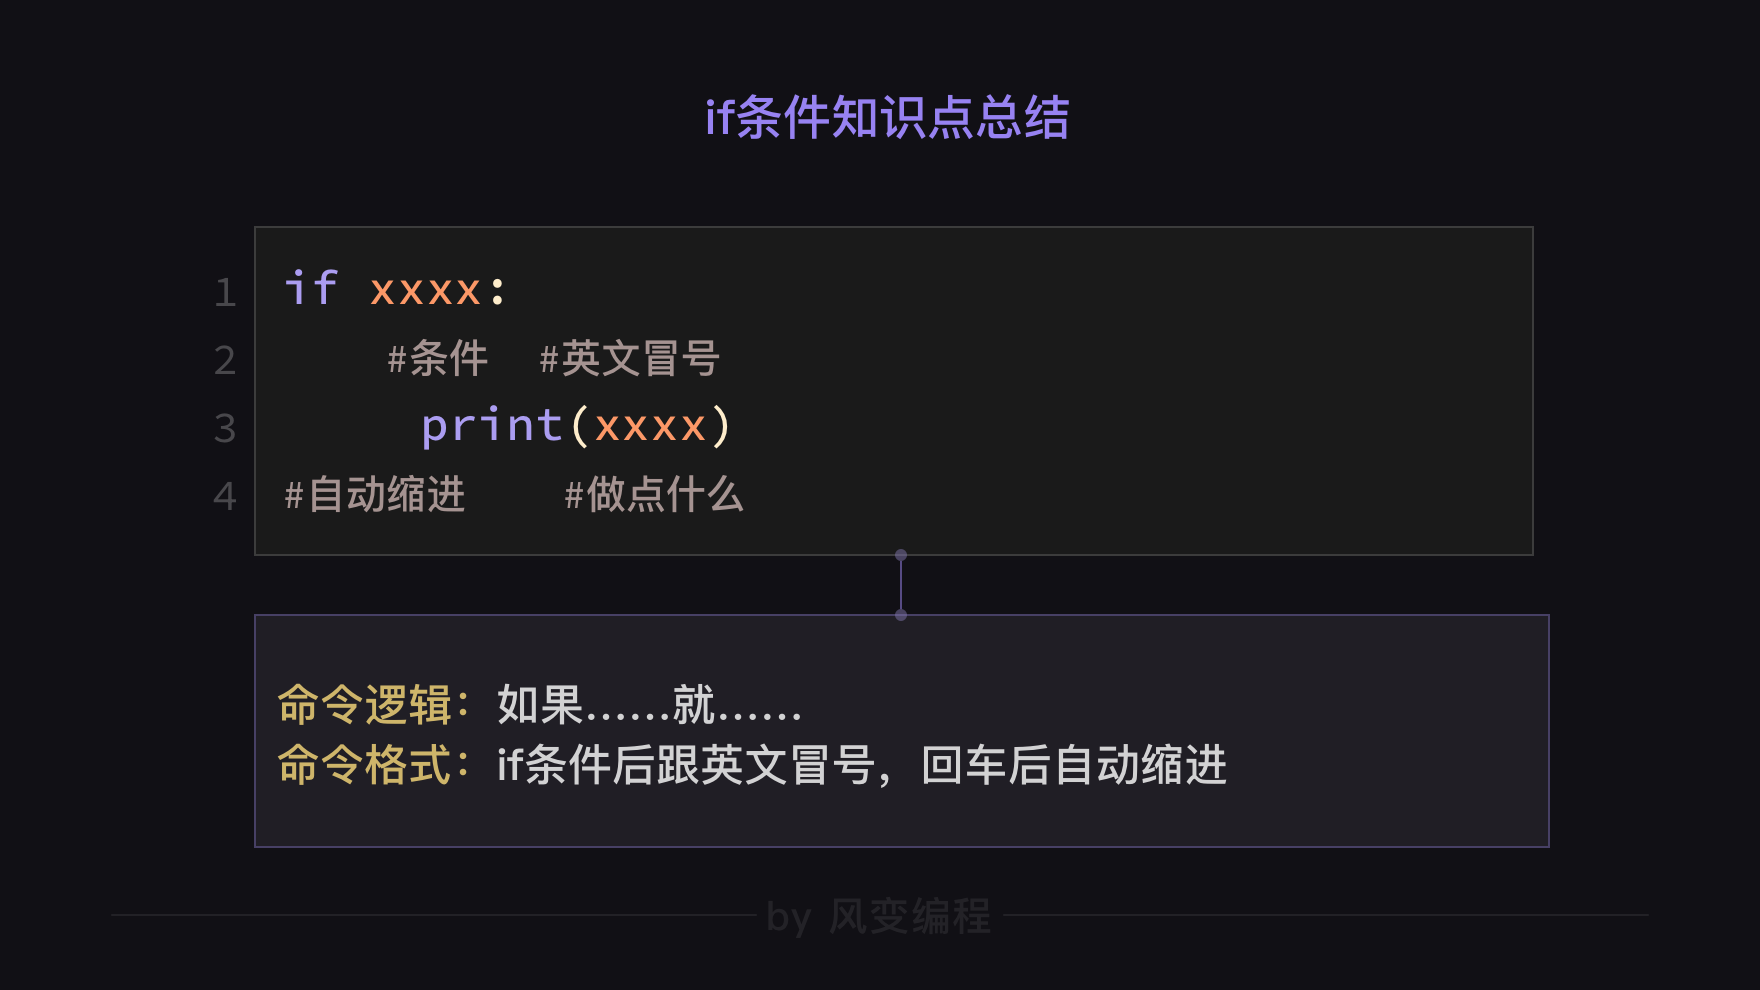 if条件知识点总结
1 if xxxx:
2 #条件 #英文冒号
3 print(xxxx)
4 #自动缩进 #做点什么
命令逻辑：如果......就......
命令格式：if条件后跟英文冒号，回车后自动缩进
by 风变编程